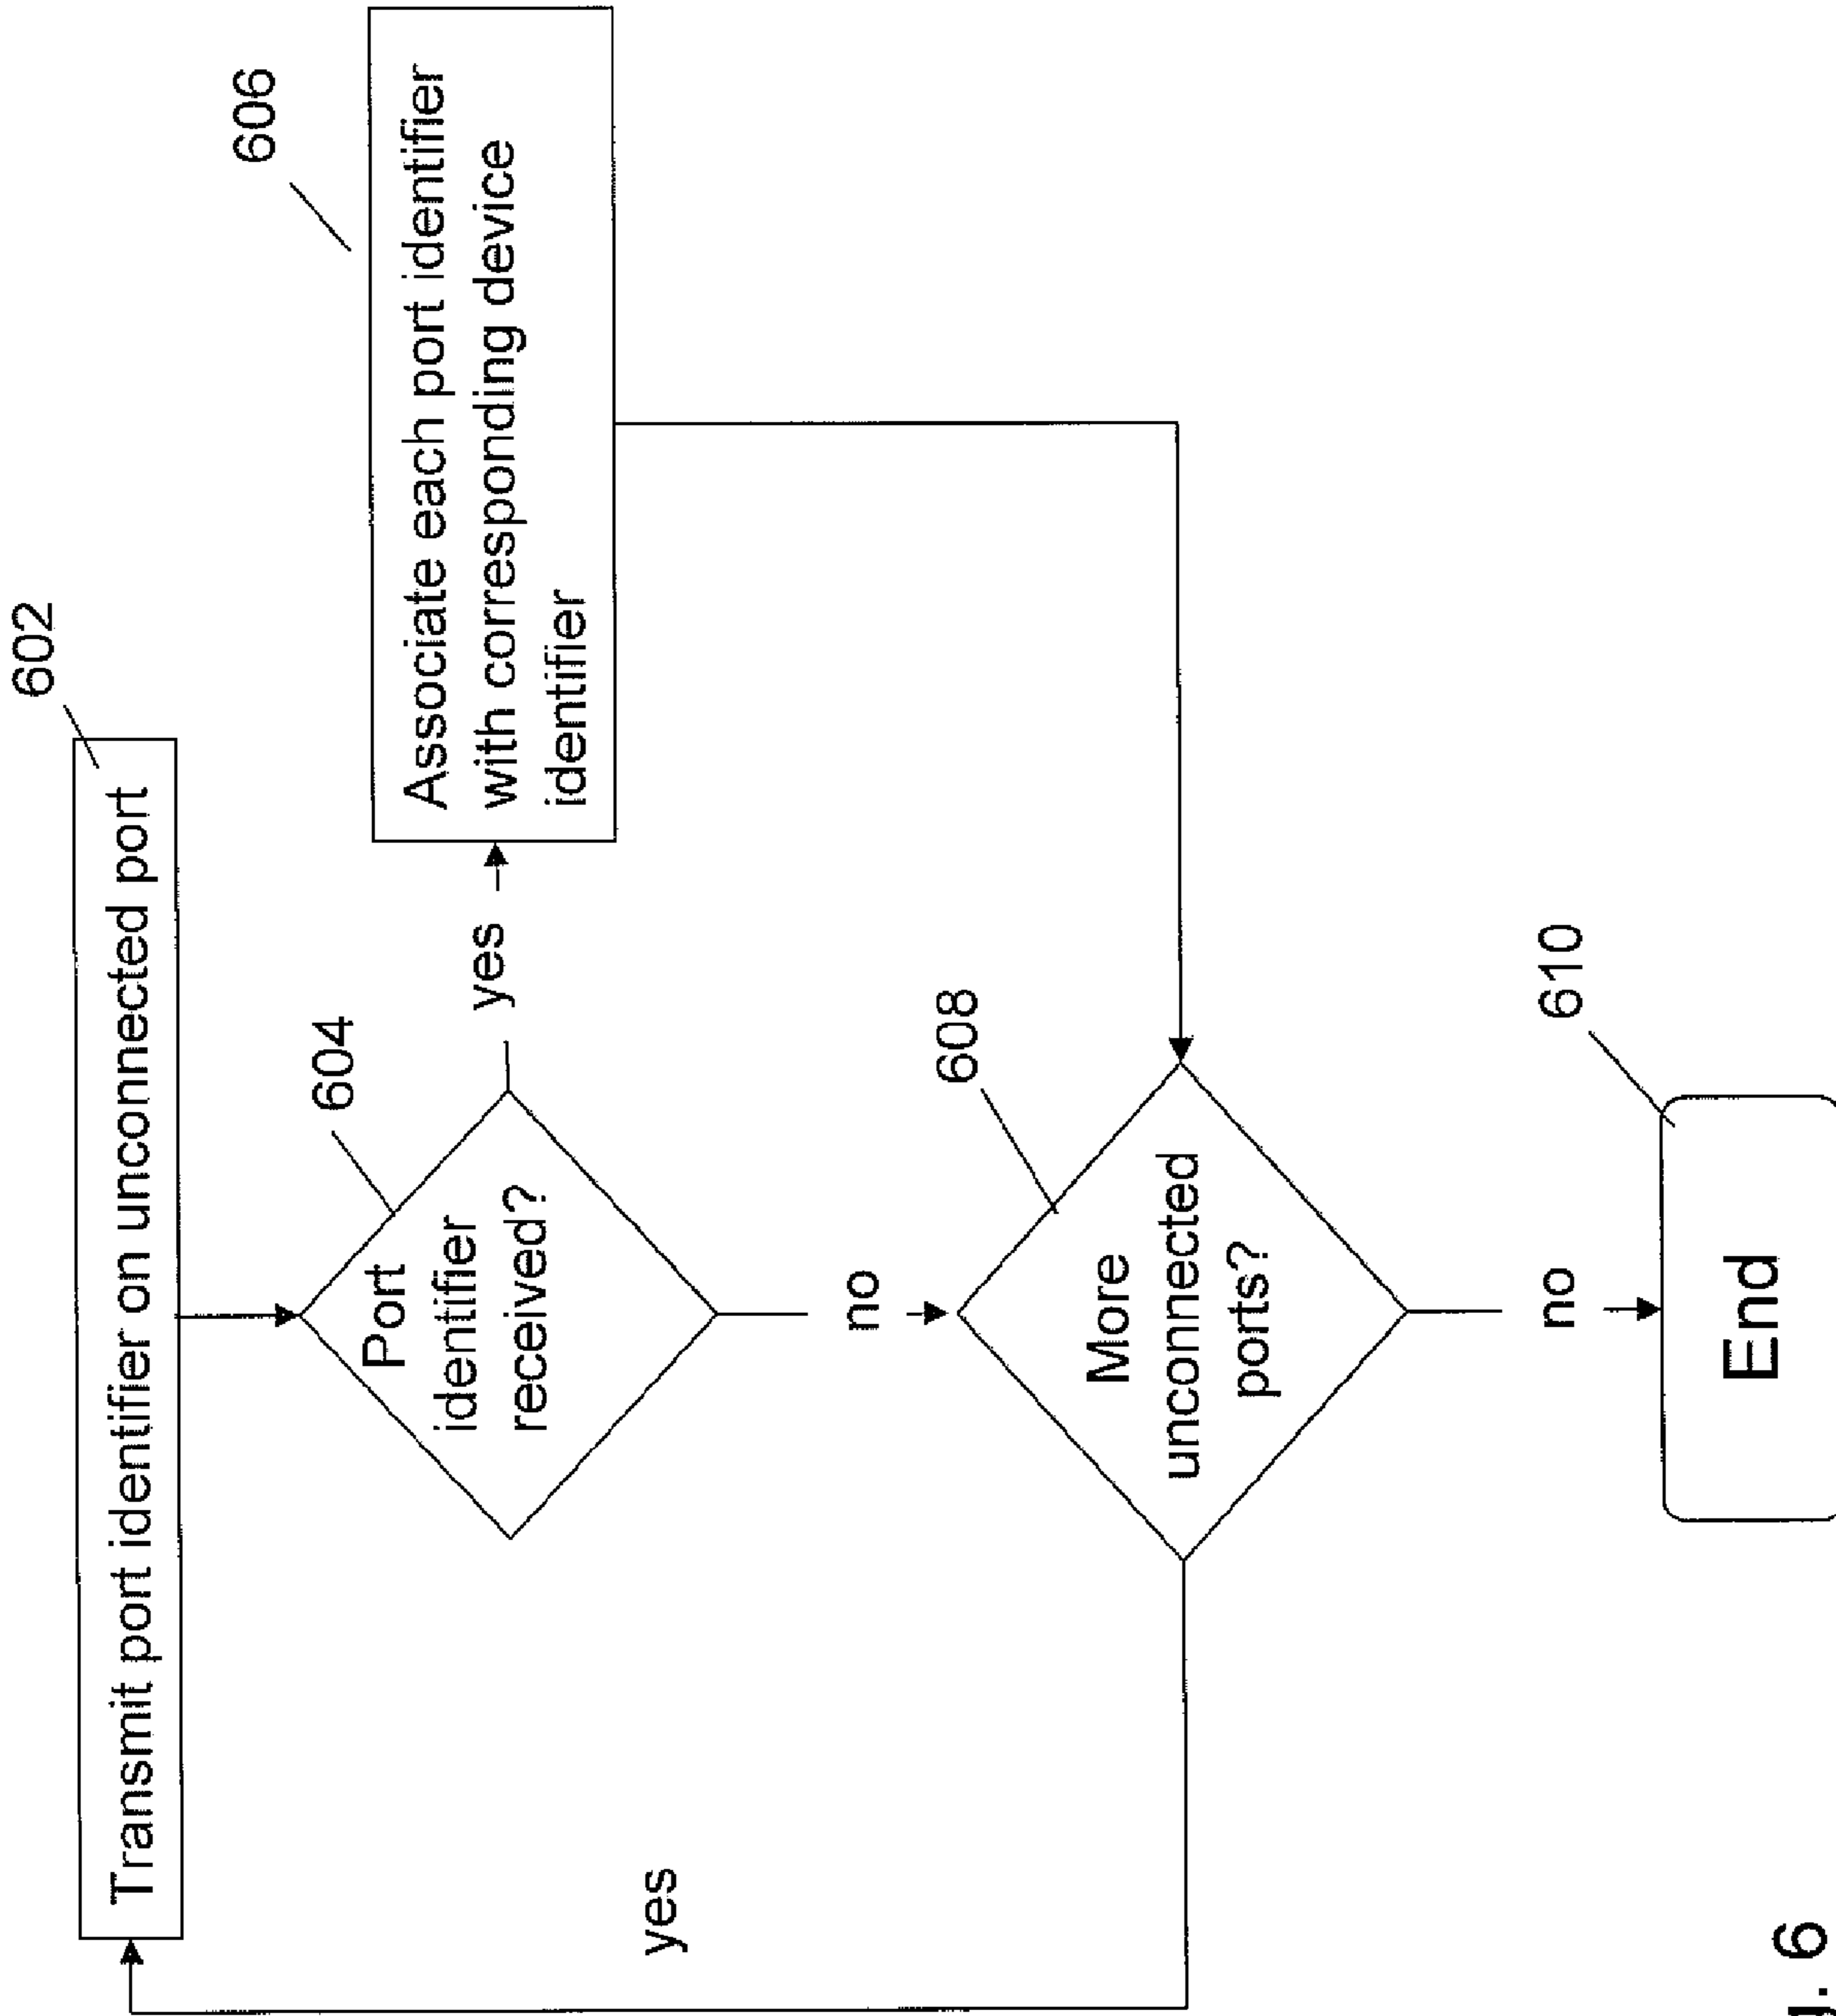 602
Transmit port identifier on unconnected port
604
Port
identifier
received?
yes
606
Associate each port identifier
with corresponding device
identifier
no
608
More
unconnected
ports?
yes
no
610
End
6